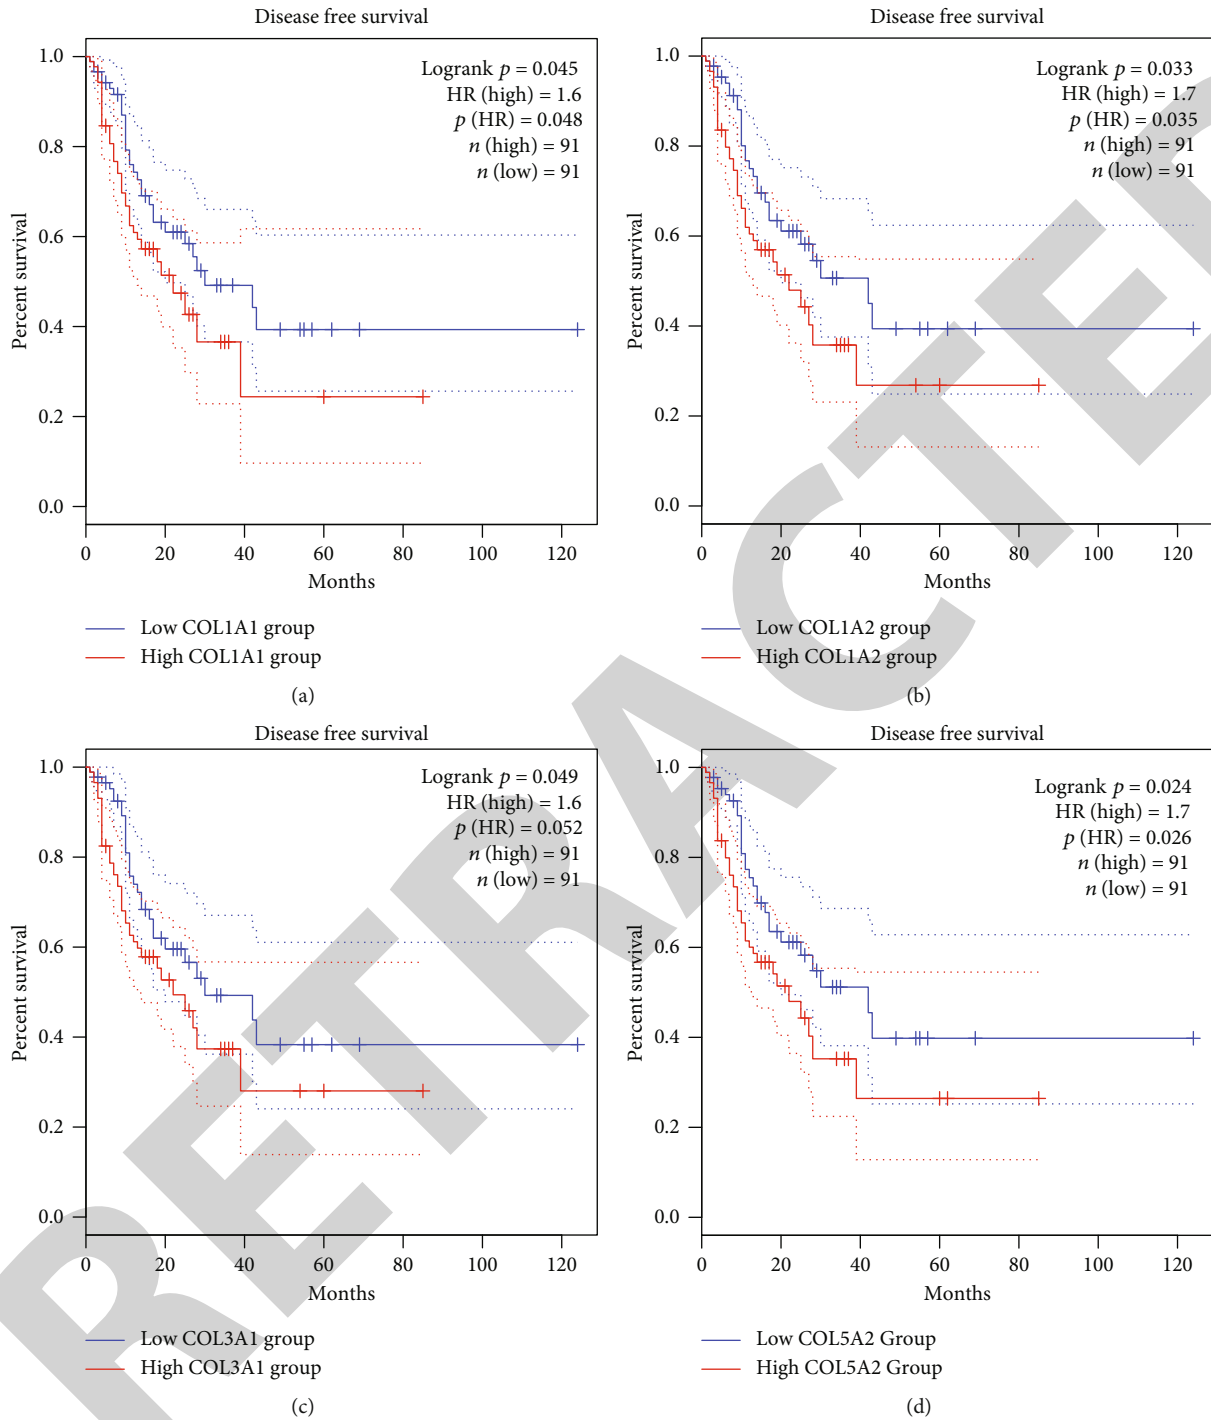 Disease free survival
1.0
0.8
0.6
0.4
0.2
0.0
Percent survival
Logrank p = 0.045
HR (high) = 1.6
p (HR) = 0.048
n (high) = 91
n (low) = 91
0 20 40 60 80 100 120
Months
Low COL1A1 group
High COL1A1 group
(a)
Disease free survival
1.0
0.8
0.6
0.4
0.2
0.0
Percent survival
Logrank p = 0.033
HR (high) = 1.7
p (HR) = 0.035
n (high) = 91
n (low) = 91
0 20 40 60 80 100 120
Months
Low COL1A2 group
High COL1A2 group
(b)
Disease free survival
1.0
0.8
0.6
0.4
0.2
0.0
Percent survival
Logrank p = 0.049
HR (high) = 1.6
p (HR) = 0.052
n (high) = 91
n (low) = 91
0 20 40 60 80 100 120
Months
Low COL3A1 group
High COL3A1 group
(c)
Disease free survival
1.0
0.8
0.6
0.4
0.2
0.0
Percent survival
Logrank p = 0.024
HR (high) = 1.7
p (HR) = 0.026
n (high) = 91
n (low) = 91
0 20 40 60 80 100 120
Months
Low COL5A2 Group
High COL5A2 Group
(d)
RETRACTED